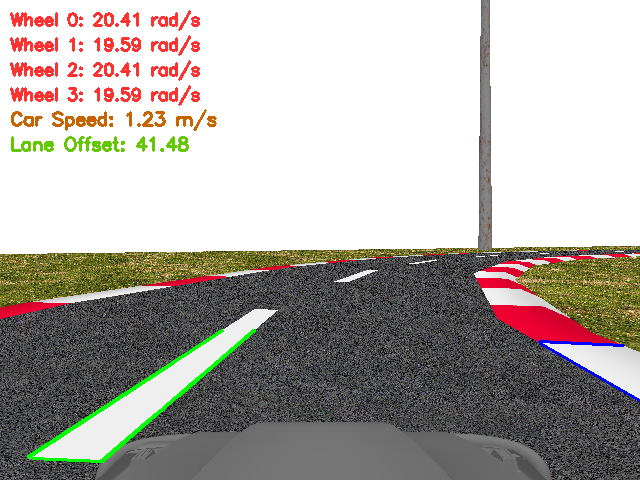 Wheel 0: 20.41 rad/s
Wheel 1: 19.59 rad/s
Wheel 2: 20.41 rad/s
Wheel 3: 19.59 rad/s
Car Speed: 1.23 m/s
Lane Offset: 41.48